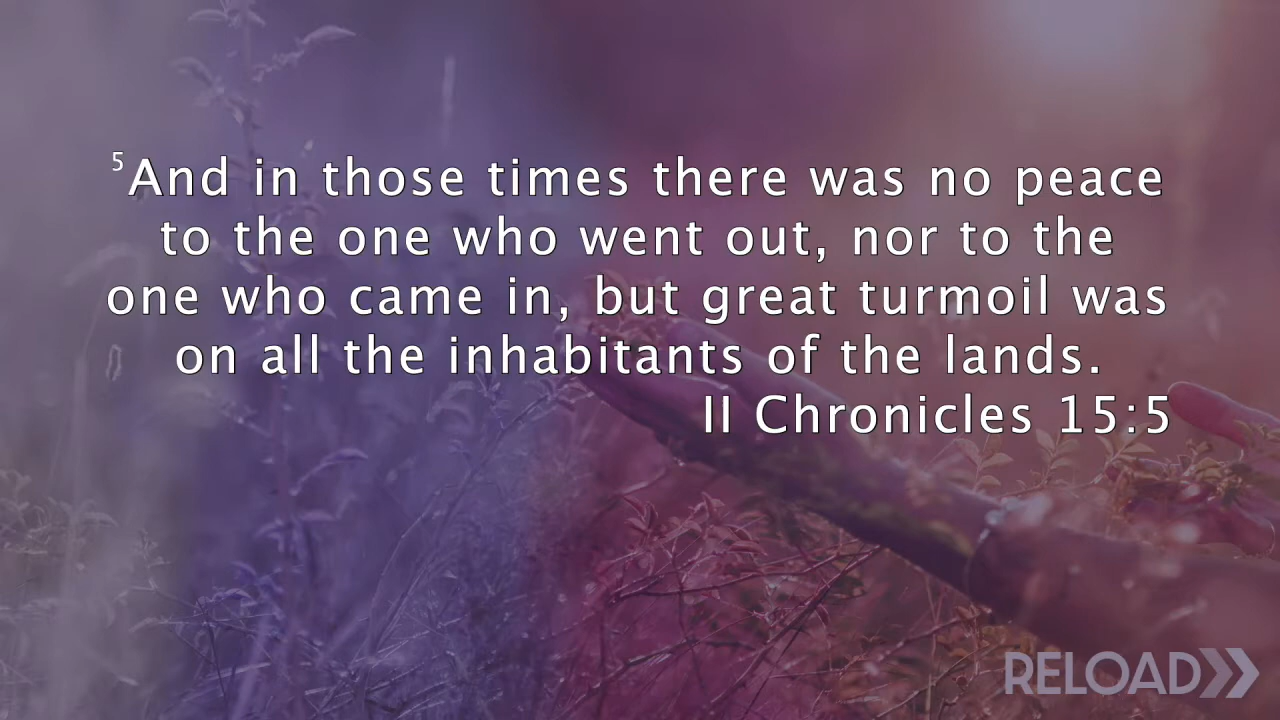 ⁵And in those times there was no peace
to the one who went out, nor to the
one who came in, but great turmoil was
on all the inhabitants of the lands.
II Chronicles 15:5
RELOAD